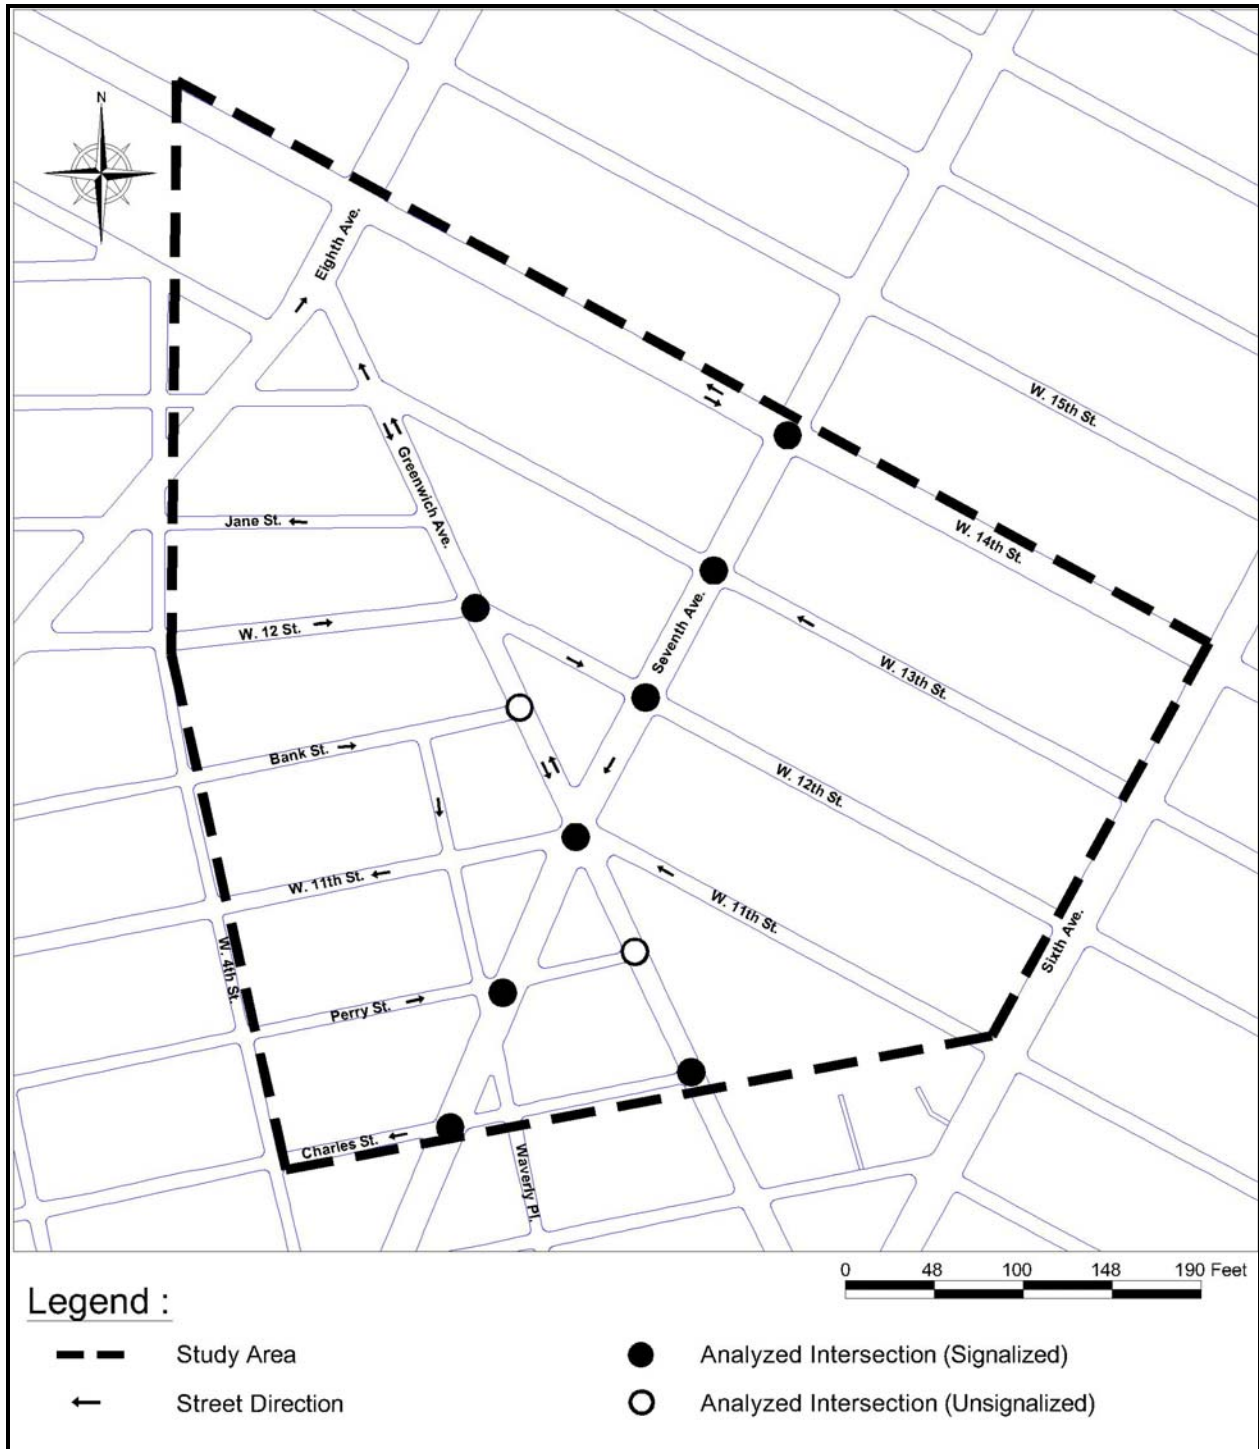 N
Eighth Ave.
W. 15th St.
Greenwich Ave.
Jane St.
W. 14th St.
W. 12 St.
Seventh Ave.
W. 13th St.
Bank St.
W. 12th St.
W. 11th St.
W. 11th St.
W. 4th St.
Sixth Ave.
Perry St.
Charles St.
Waverly Pl.
0 48 100 148 190 Feet
Legend :
Study Area
Analyzed Intersection (Signalized)
Street Direction
Analyzed Intersection (Unsignalized)